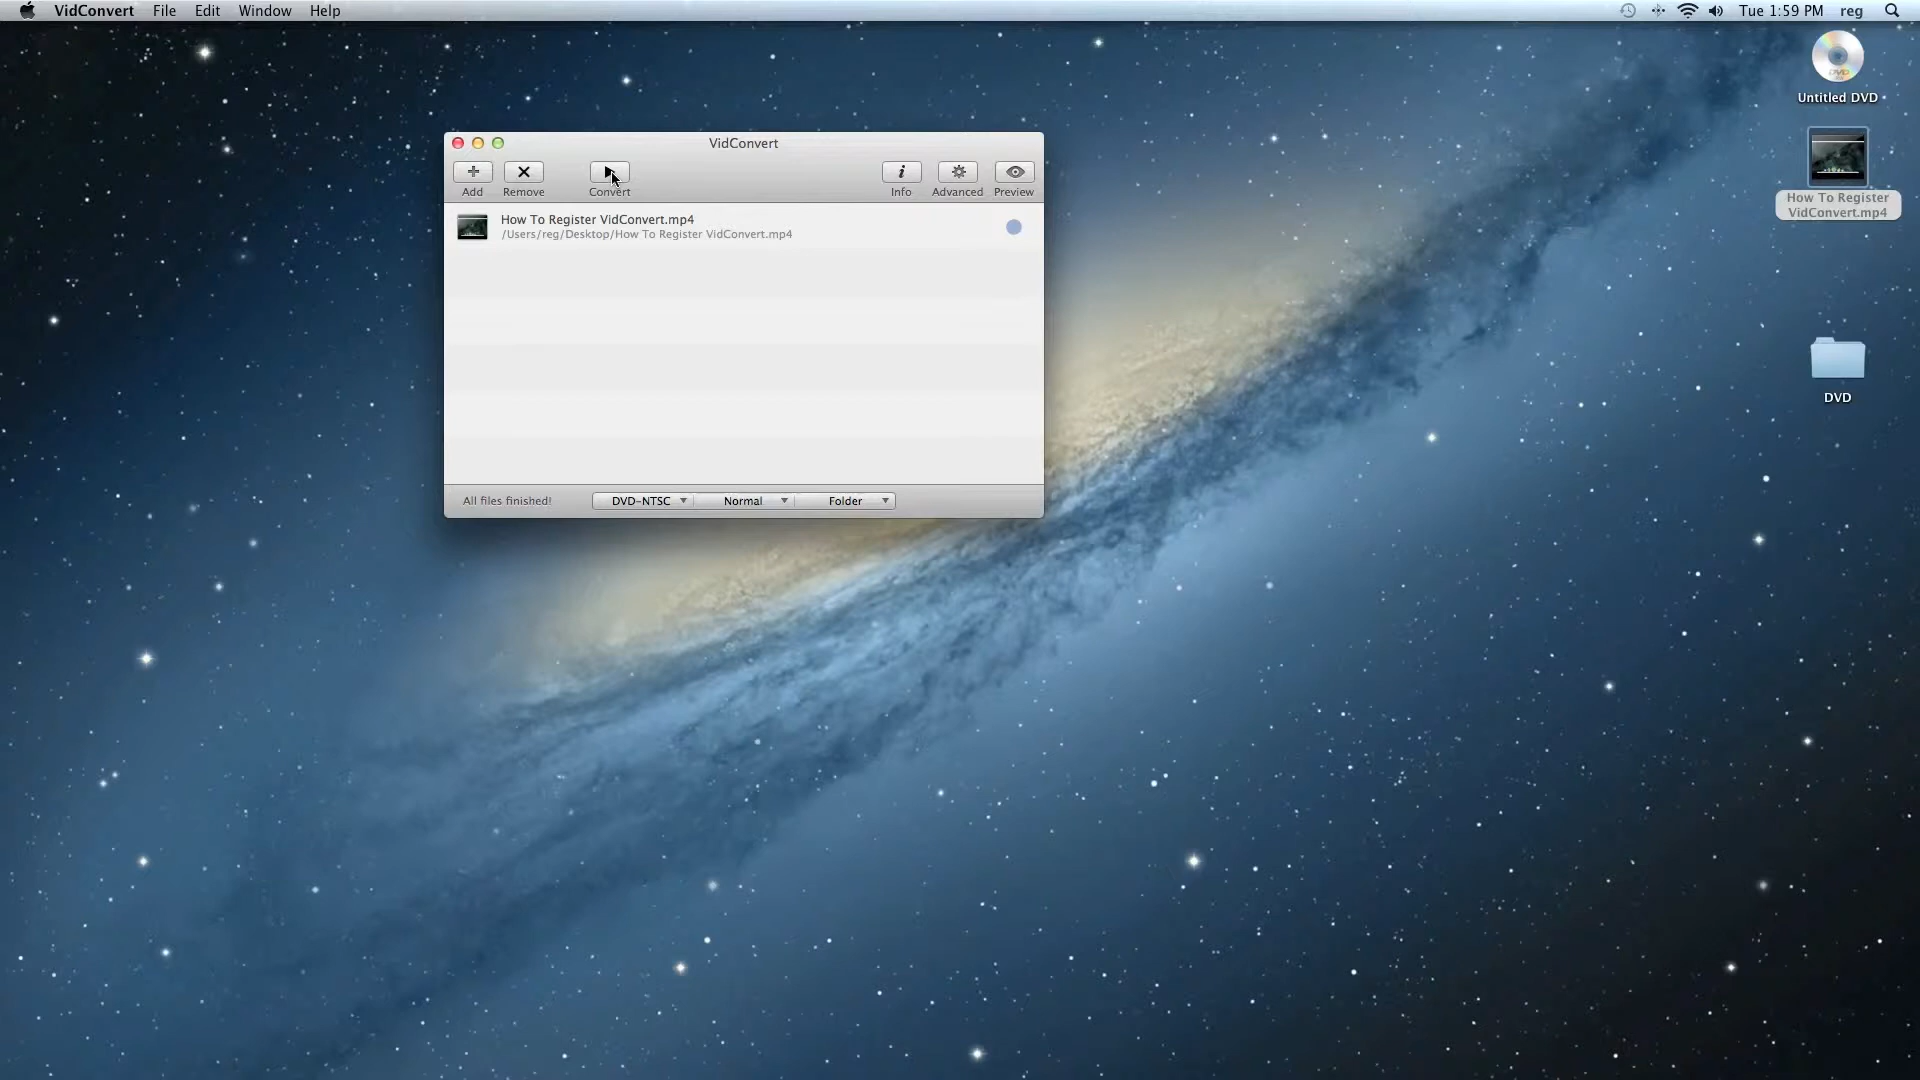 VidConvert File Edit Window Help
Tue 1:59 PM reg
VidConvert
Add Remove Convert Info Advanced Preview
How To Register VidConvert.mp4
/Users/reg/Desktop/How To Register VidConvert.mp4
All files finished! DVD-NTSC Normal Folder
DVD
Untitled DVD
How To Register
VidConvert.mp4
DVD